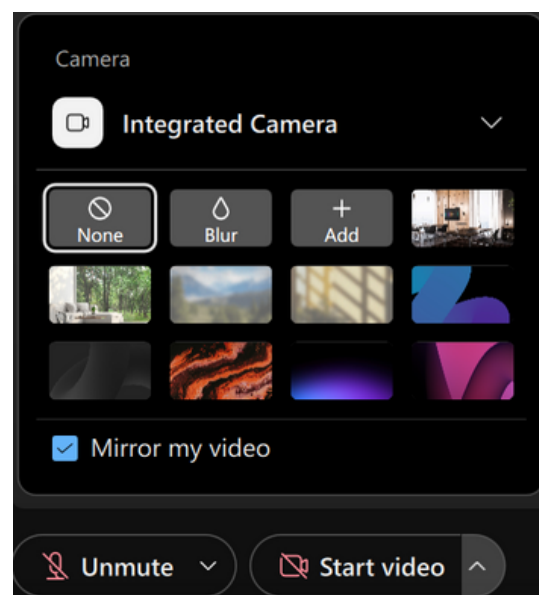 Camera
Integrated Camera
None
Blur
Add
Mirror my video
Unmute
Start video